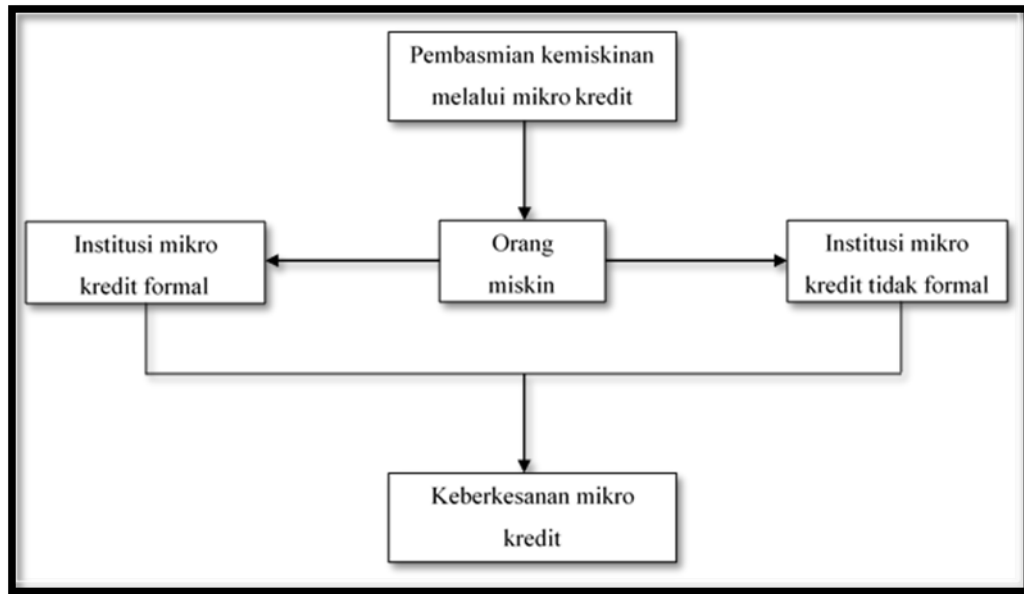 Pembasmian kemiskinan
melalui mikro kredit
Institusi mikro
kredit formal
Orang
miskin
Institusi mikro
kredit tidak formal
Keberkesanan mikro
kredit